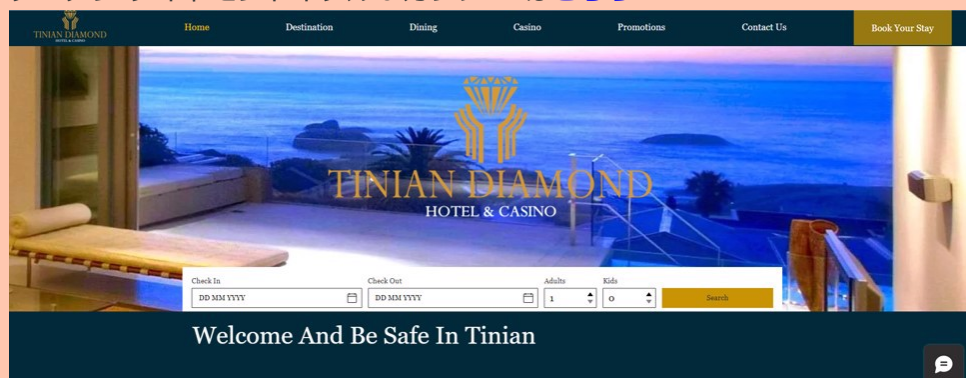 TINIAN DIAMOND
HOTEL & CASINO
Home
Destination
Dining
Casino
Promotions
Contact Us
Book Your Stay
TINIAN DIAMOND
HOTEL & CASINO
Check In
Check Out
Adults
Kids
DD MM YYYY
DD MM YYYY
1
0
Search
Welcome And Be Safe In Tinian